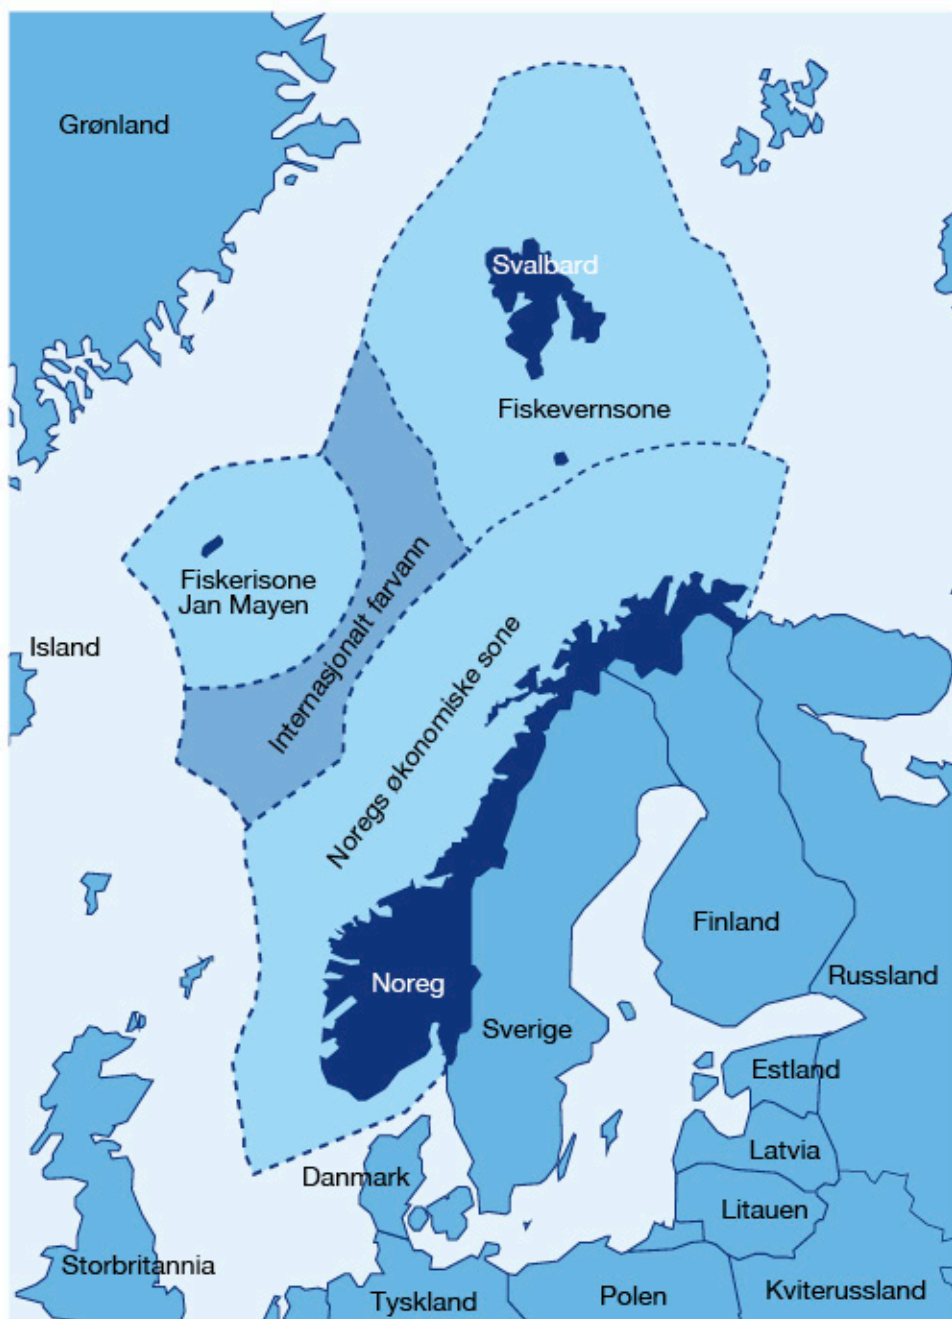 Grønland
Svalbard
Fiskevernsone
Fiskerisone
Jan Mayen
Internasjonalt farvann
Island
Noregs økonomiske sone
Finland
Noreg
Russland
Sverige
Estland
Latvia
Danmark
Litauen
Storbritannia
Tyskland
Polen
Kviterussland